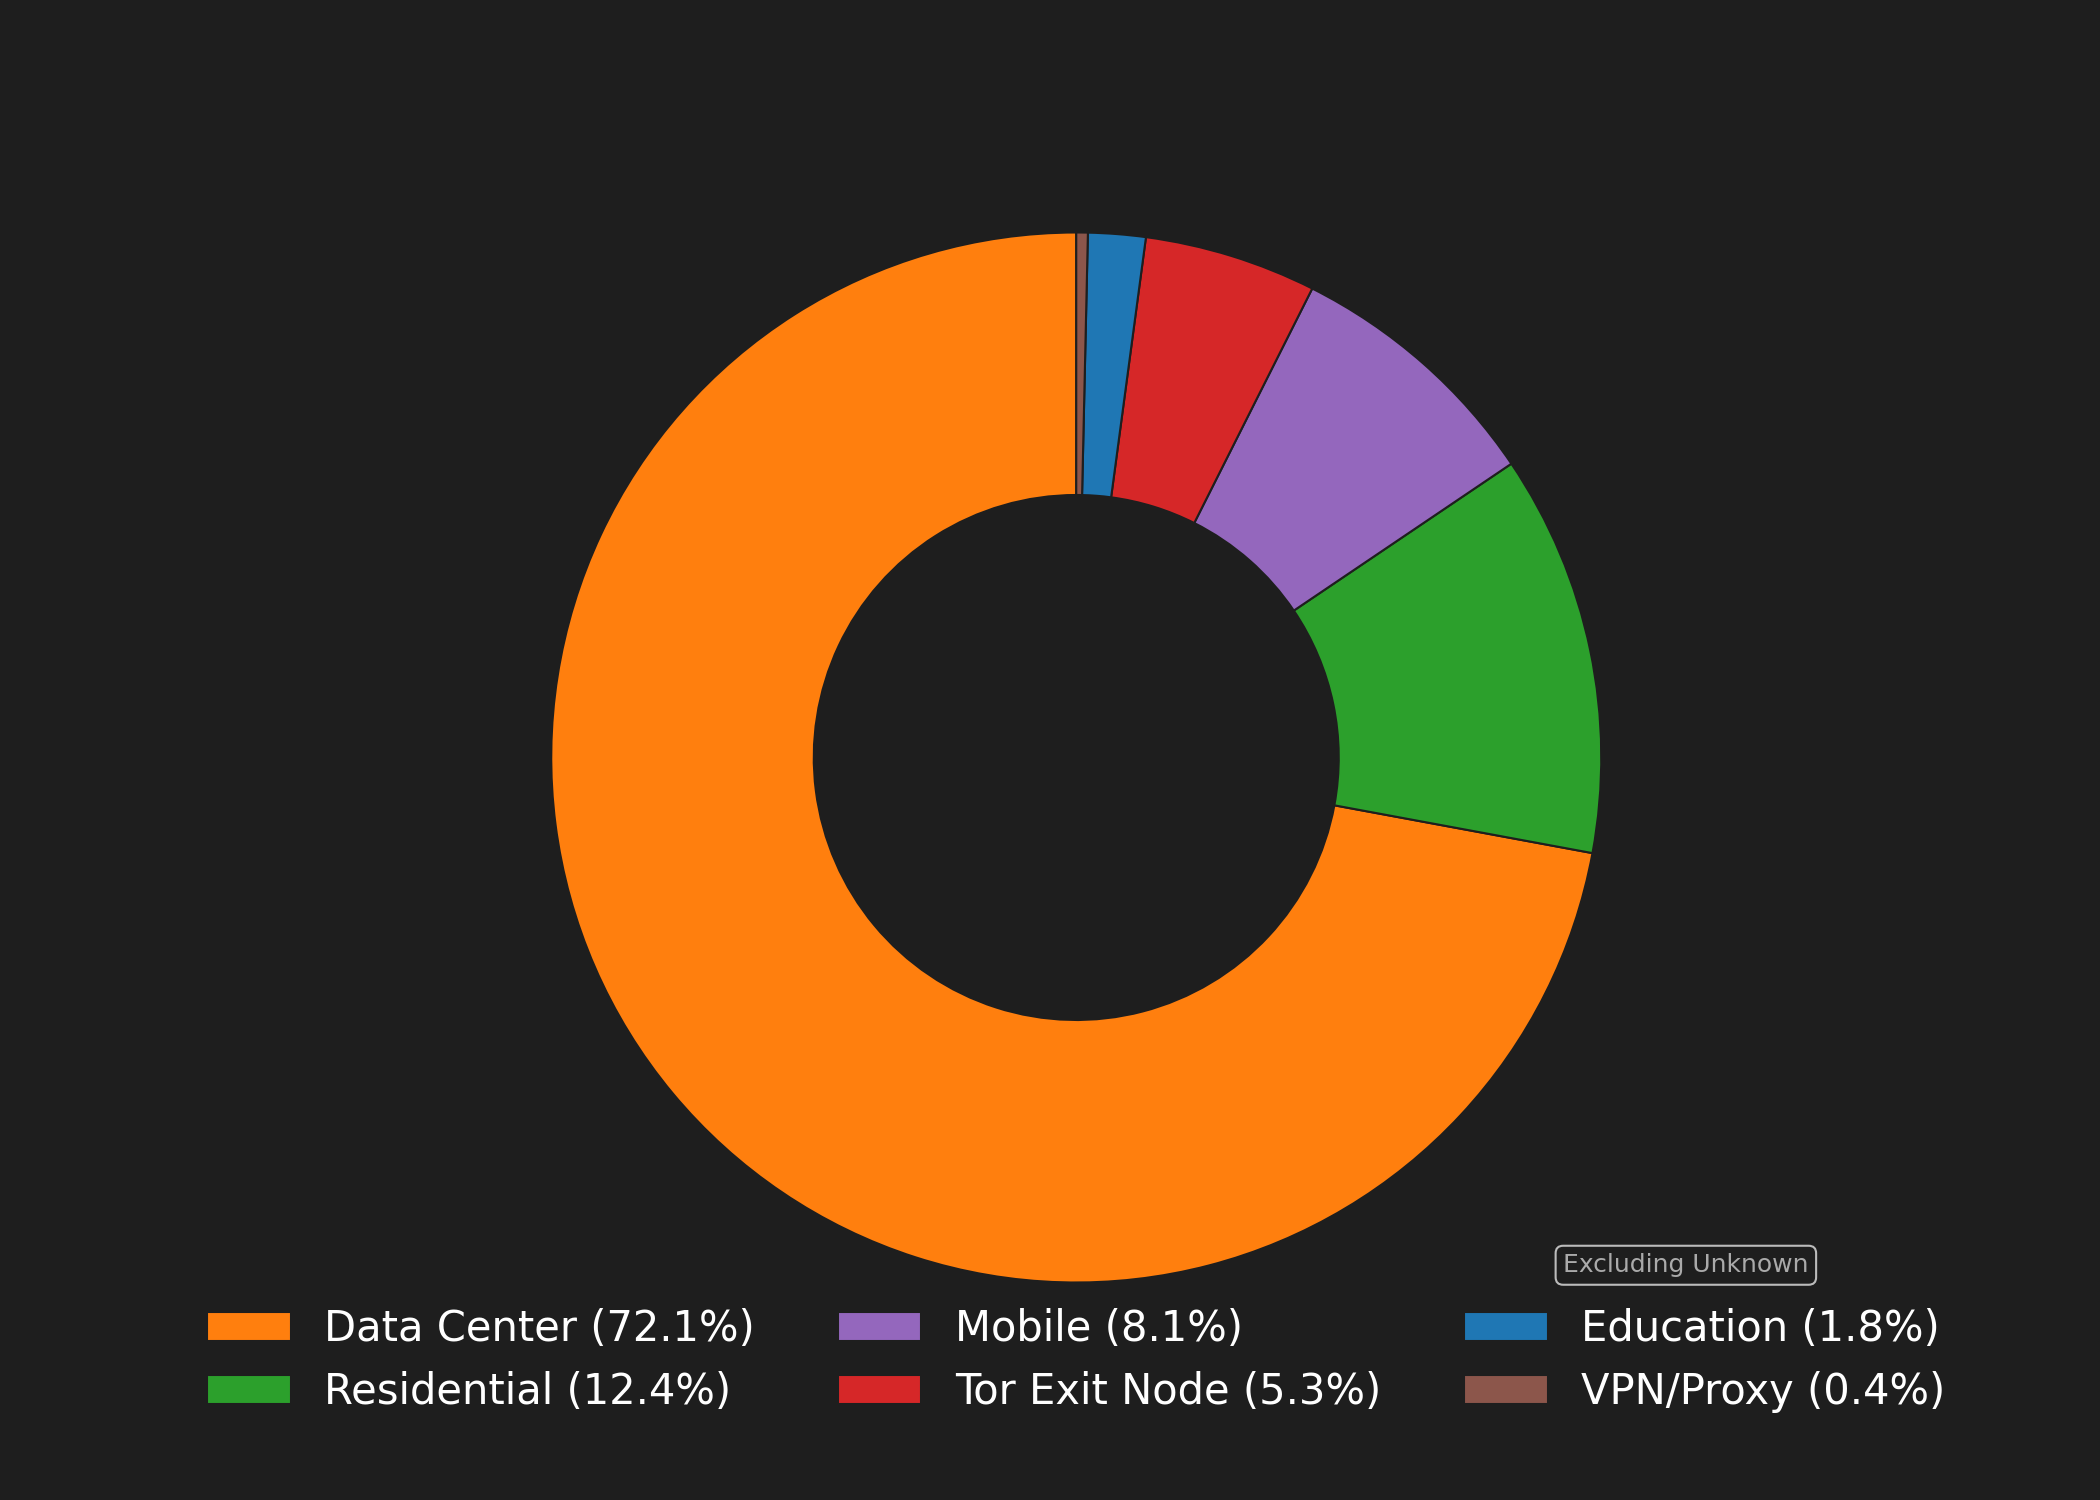 Excluding Unknown
Data Center (72.1%)
Residential (12.4%)
Mobile (8.1%)
Tor Exit Node (5.3%)
Education (1.8%)
VPN/Proxy (0.4%)